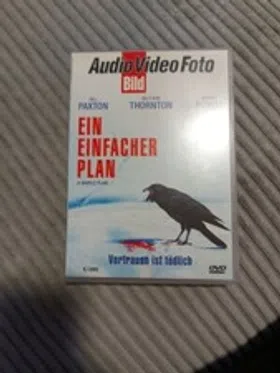 Audio Video Foto
Bild
PAXTON THORNTON
EIN
EINFACHER
PLAN
Vertrauen ist tödlich
DVD